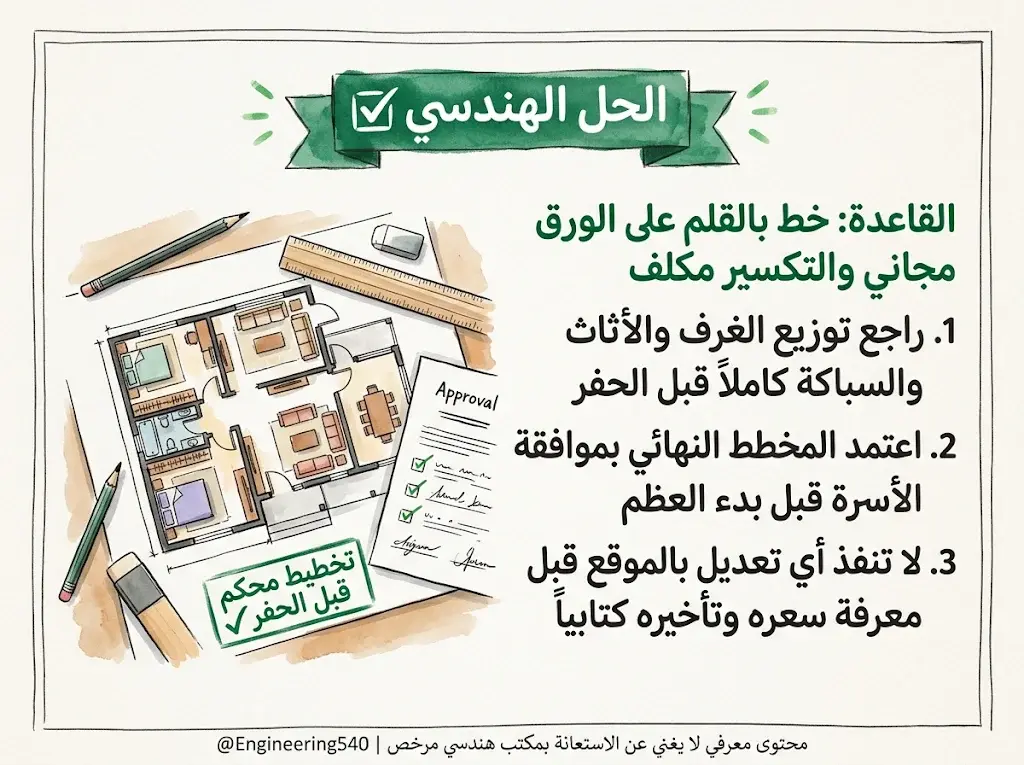 الحل الهندسي
القاعدة: خط بالقلم على الورق
مجاني والتكسير مكلف
1. راجع توزيع الغرف والأثاث
والسباكة كاملاً قبل الحفر
2. اعتمد المخطط النهائي بموافقة
الأسرة قبل بدء العظم
3. لا تنفذ أي تعديل بالموقع قبل
معرفة سعره وتأخيره كتابياً
Approval
تخطيط محكم
قبل الحفر ✓
محتوى معرفي لا يغني عن الاستعانة بمكتب هندسي مرخص | @Engineering540